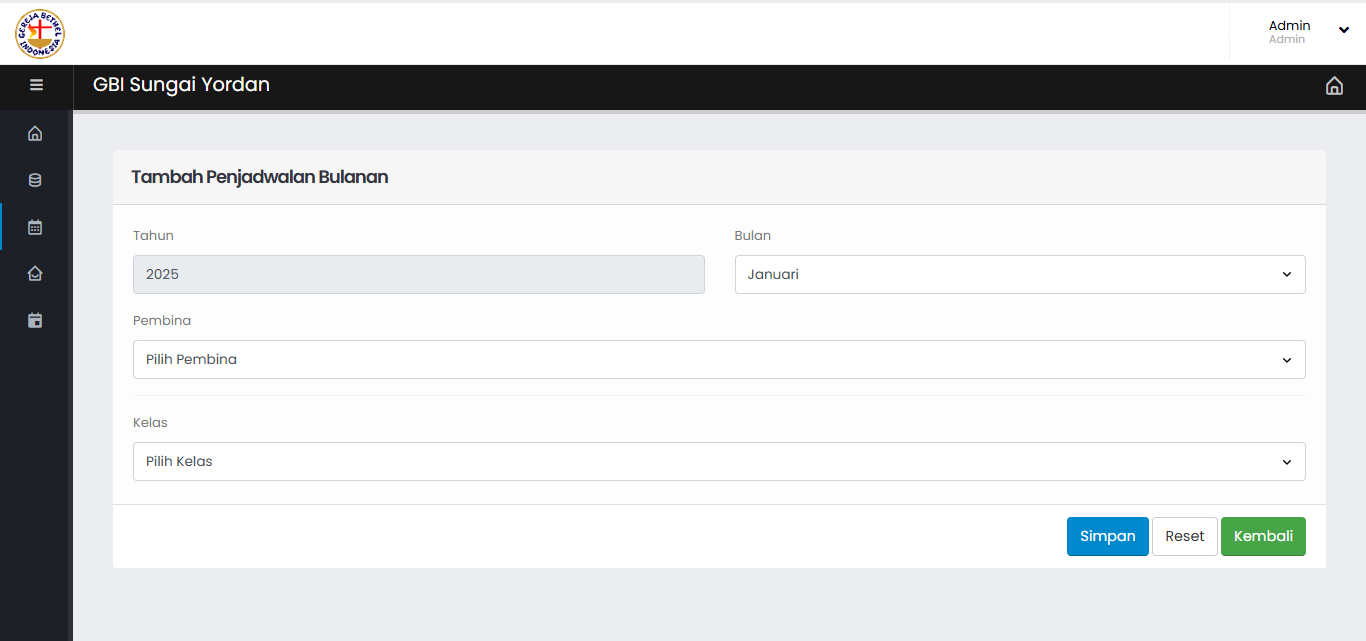 GEREJA BETHEL INDONESIA
Admin
Admin
GBI Sungai Yordan
Tambah Penjadwalan Bulanan
Tahun
Bulan
2025
Januari
Pembina
Pilih Pembina
Kelas
Pilih Kelas
Simpan
Reset
Kembali